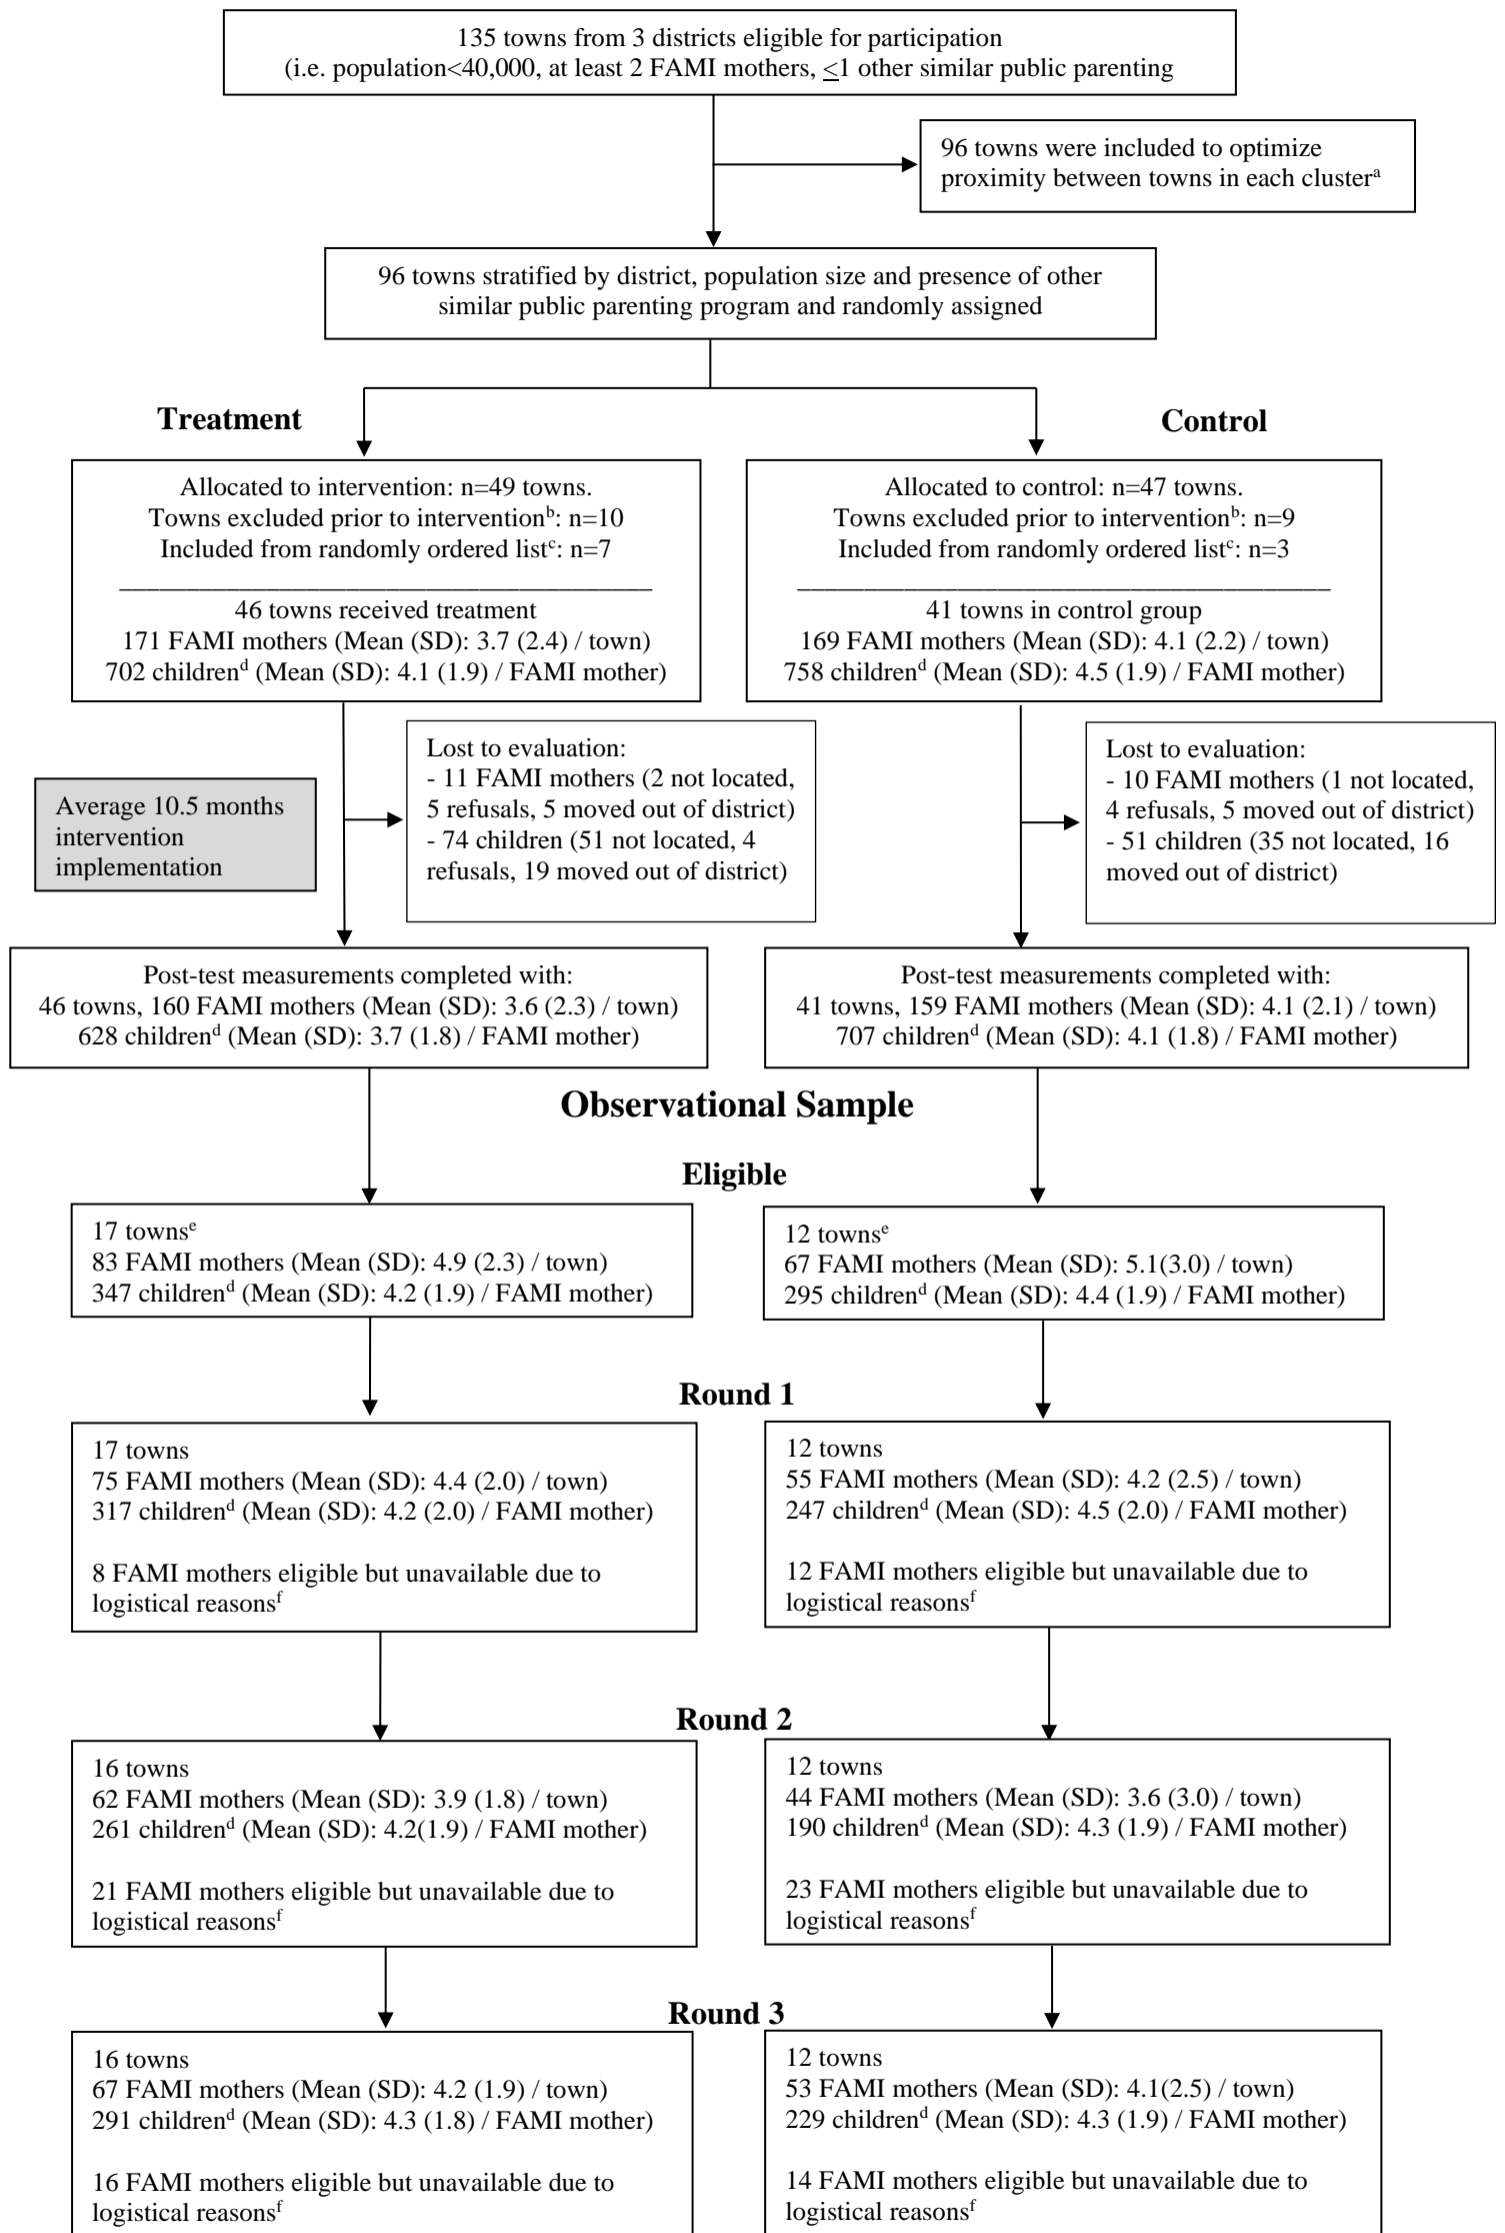 135 towns from 3 districts eligible for participation
(i.e. population<40,000, at least 2 FAMI mothers, ≤1 other similar public parenting
96 towns were included to optimize
proximity between towns in each clusterᵃ
96 towns stratified by district, population size and presence of other
similar public parenting program and randomly assigned
Treatment
Control
Allocated to intervention: n=49 towns.
Towns excluded prior to interventionᵇ: n=10
Included from randomly ordered listᶜ: n=7
46 towns received treatment
171 FAMI mothers (Mean (SD): 3.7 (2.4) / town)
702 childrenᵈ (Mean (SD): 4.1 (1.9) / FAMI mother)
Allocated to control: n=47 towns.
Towns excluded prior to interventionᵇ: n=9
Included from randomly ordered listᶜ: n=3
41 towns in control group
169 FAMI mothers (Mean (SD): 4.1 (2.2) / town)
758 childrenᵈ (Mean (SD): 4.5 (1.9) / FAMI mother)
Average 10.5 months
intervention
implementation
Lost to evaluation:
- 11 FAMI mothers (2 not located,
5 refusals, 5 moved out of district)
- 74 children (51 not located, 4
refusals, 19 moved out of district)
Lost to evaluation:
- 10 FAMI mothers (1 not located,
4 refusals, 5 moved out of district)
- 51 children (35 not located, 16
moved out of district)
Post-test measurements completed with:
46 towns, 160 FAMI mothers (Mean (SD): 3.6 (2.3) / town)
628 childrenᵈ (Mean (SD): 3.7 (1.8) / FAMI mother)
Post-test measurements completed with:
41 towns, 159 FAMI mothers (Mean (SD): 4.1 (2.1) / town)
707 childrenᵈ (Mean (SD): 4.1 (1.8) / FAMI mother)
Observational Sample
Eligible
17 townsᵉ
83 FAMI mothers (Mean (SD): 4.9 (2.3) / town)
347 childrenᵈ (Mean (SD): 4.2 (1.9) / FAMI mother)
12 townsᵉ
67 FAMI mothers (Mean (SD): 5.1(3.0) / town)
295 childrenᵈ (Mean (SD): 4.4 (1.9) / FAMI mother)
Round 1
17 towns
75 FAMI mothers (Mean (SD): 4.4 (2.0) / town)
317 childrenᵈ (Mean (SD): 4.2 (2.0) / FAMI mother)
8 FAMI mothers eligible but unavailable due to
logistical reasonsᶠ
12 towns
55 FAMI mothers (Mean (SD): 4.2 (2.5) / town)
247 childrenᵈ (Mean (SD): 4.5 (2.0) / FAMI mother)
12 FAMI mothers eligible but unavailable due to
logistical reasonsᶠ
Round 2
16 towns
62 FAMI mothers (Mean (SD): 3.9 (1.8) / town)
261 childrenᵈ (Mean (SD): 4.2(1.9) / FAMI mother)
21 FAMI mothers eligible but unavailable due to
logistical reasonsᶠ
12 towns
44 FAMI mothers (Mean (SD): 3.6 (3.0) / town)
190 childrenᵈ (Mean (SD): 4.3 (1.9) / FAMI mother)
23 FAMI mothers eligible but unavailable due to
logistical reasonsᶠ
Round 3
16 towns
67 FAMI mothers (Mean (SD): 4.2 (1.9) / town)
291 childrenᵈ (Mean (SD): 4.3 (1.8) / FAMI mother)
16 FAMI mothers eligible but unavailable due to
logistical reasonsᶠ
12 towns
53 FAMI mothers (Mean (SD): 4.1(2.5) / town)
229 childrenᵈ (Mean (SD): 4.3 (1.9) / FAMI mother)
14 FAMI mothers eligible but unavailable due to
logistical reasonsᶠ